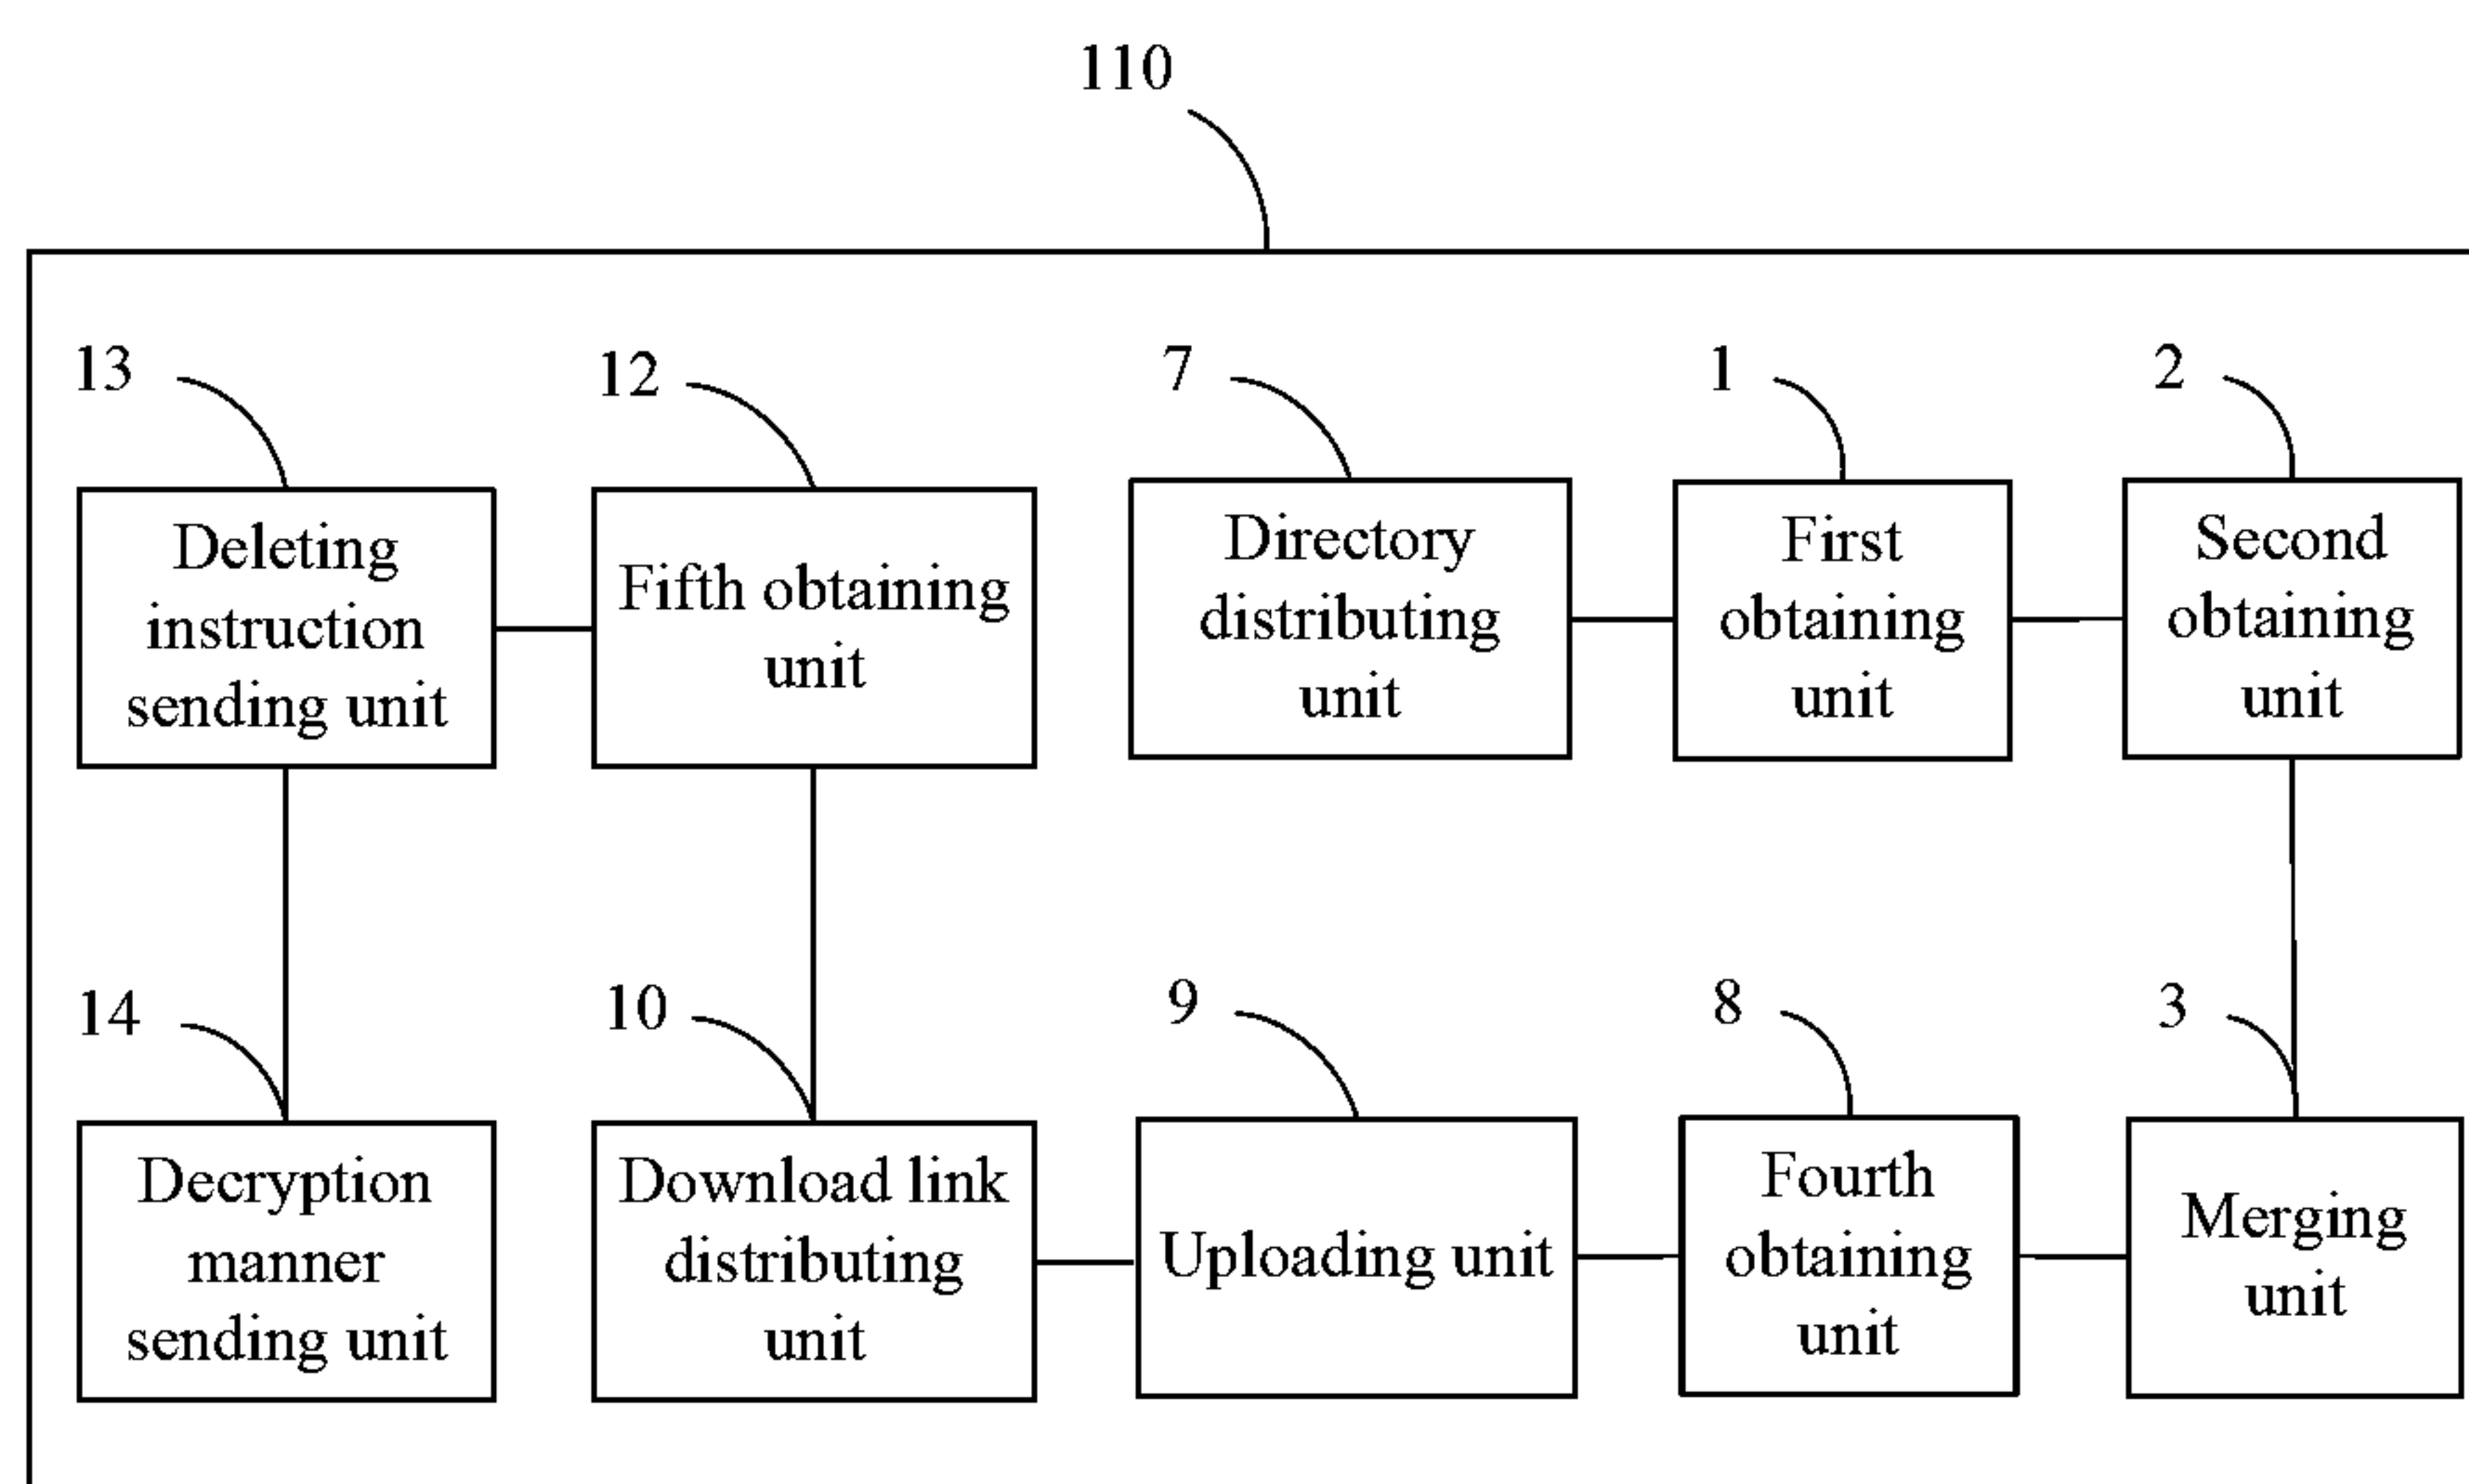 110
13
12
7
1
2
Deleting
instruction
sending unit
Fifth obtaining
unit
Directory
distributing
unit
First
obtaining
unit
Second
obtaining
unit
14
10
9
8
3
Decryption
manner
sending unit
Download link
distributing
unit
Uploading unit
Fourth
obtaining
unit
Merging
unit